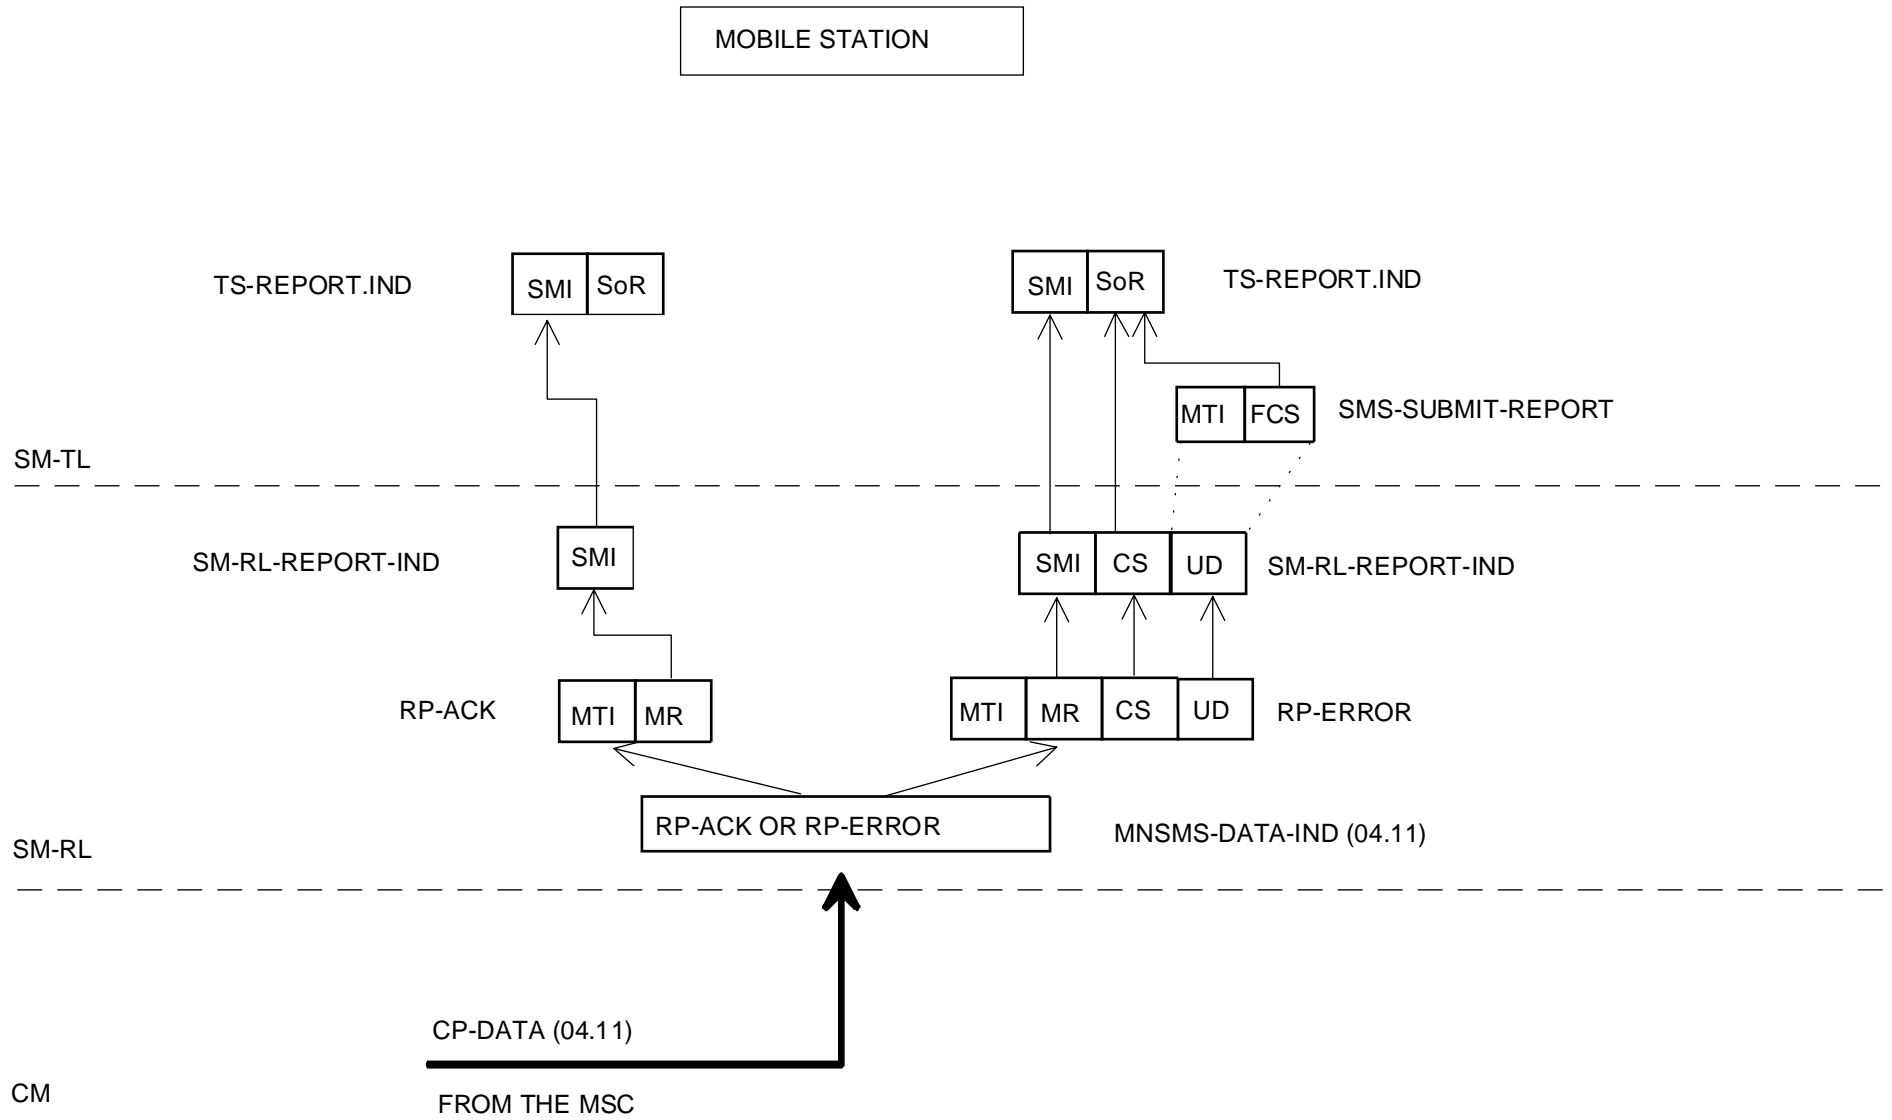 MOBILE STATION
TS-REPORT.IND SMI SoR SMI SoR TS-REPORT.IND
MTI FCS SMS-SUBMIT-REPORT
SM-TL
SM-RL-REPORT-IND SMI SMI CS UD SM-RL-REPORT-IND
RP-ACK MTI MR MTI MR CS UD RP-ERROR
RP-ACK OR RP-ERROR MNSMS-DATA-IND (04.11)
SM-RL
CP-DATA (04.11)
CM
FROM THE MSC